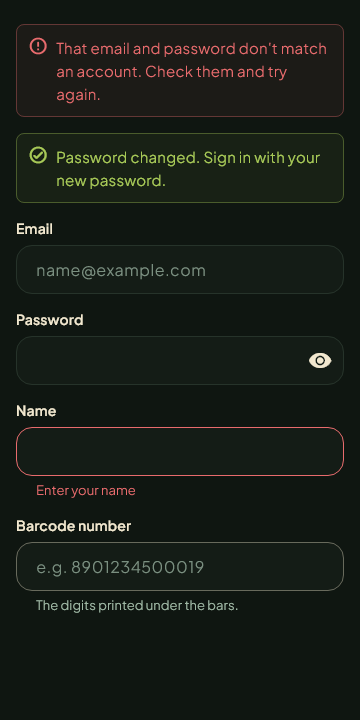 That email and password don't match
an account. Check them and try
again.
Password changed. Sign in with your
new password.
Email
name@example.com
Password
Name
Enter your name
Barcode number
e.g. 8901234500019
The digits printed under the bars.